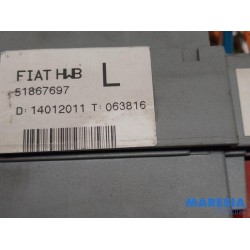 FIAT HWB L
51867697
D: 14012011 T: 063816
MARESIA